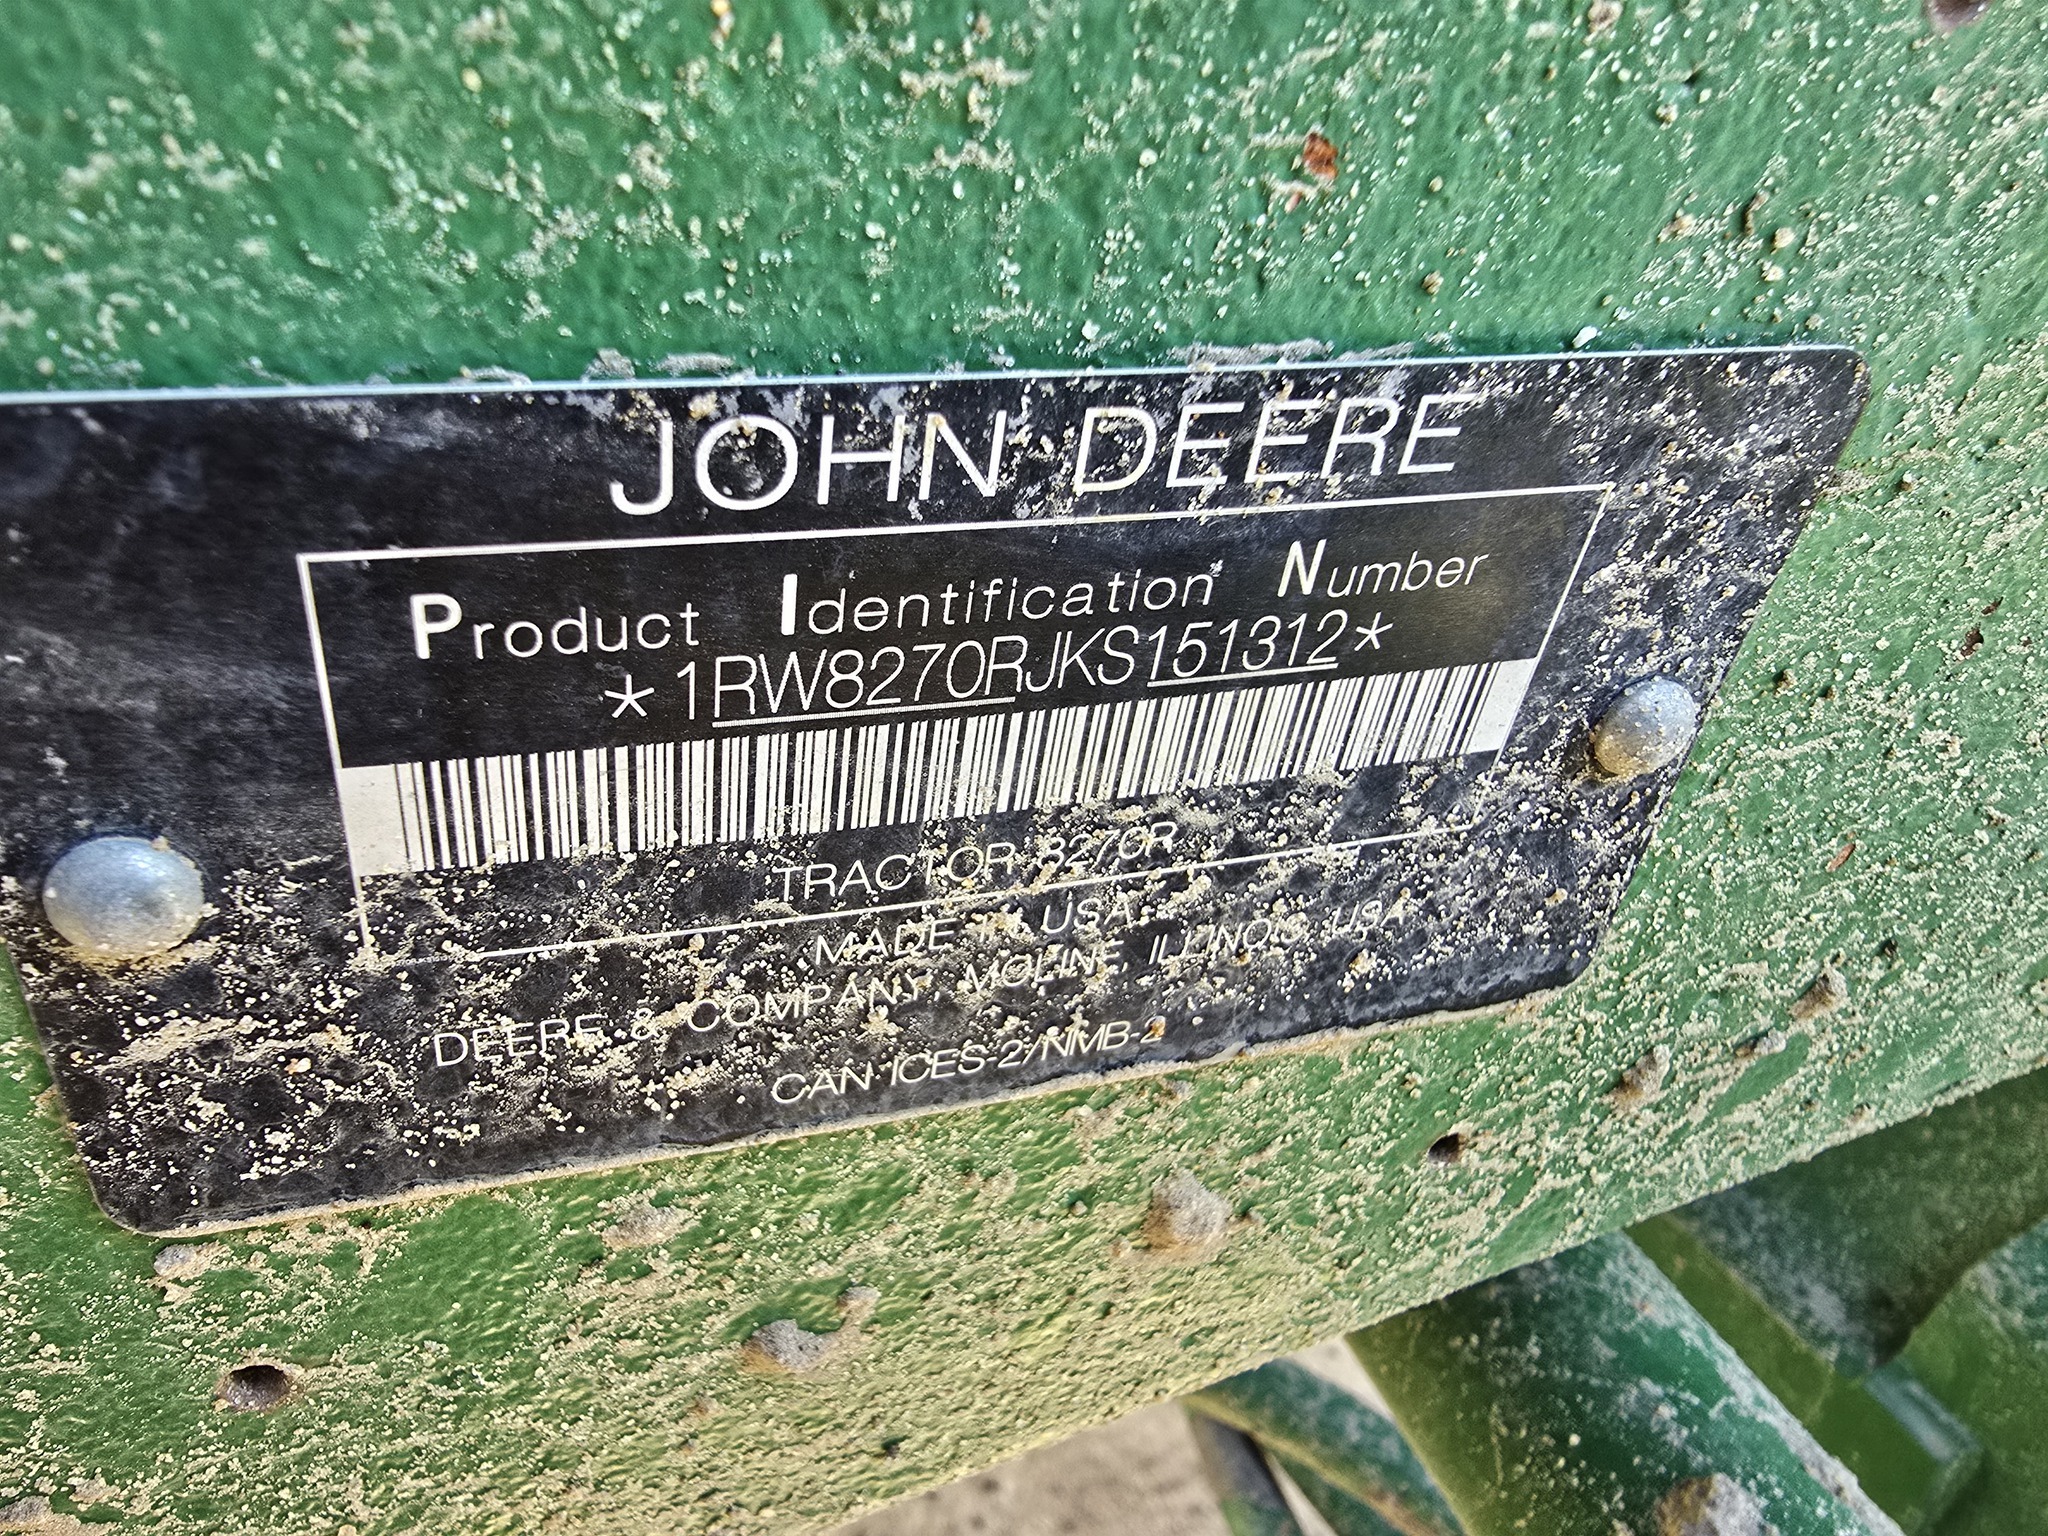 JOHN DEERE
Product Identification Number
*1RW8270RJKS151312*
TRACTOR 8270R
MADE IN USA
DEERE & COMPANY, MOLINE, ILLINOIS USA
CAN ICES-2/NMB-2